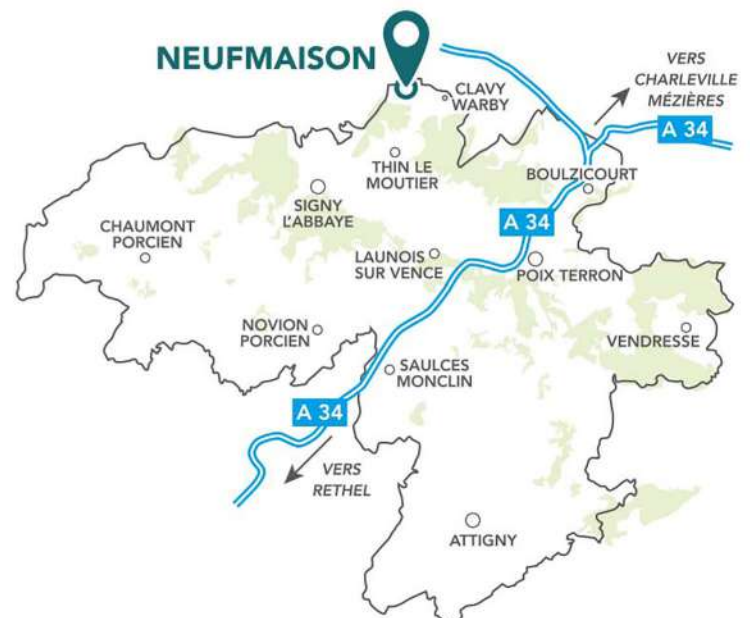 NEUFMAISON
VERS
CHARLEVILLE
MÉZIÈRES
CLAVY
WARBY
A 34
THIN LE
MOUTIER
BOULZICOURT
SIGNY
L'ABBAYE
A 34
CHAUMONT
PORCIEN
LAUNOIS
SUR VENCE
POIX TERRON
NOVION
PORCIEN
VENDRESSE
SAULCES
MONCLIN
A 34
VERS
RETHEL
ATTIGNY